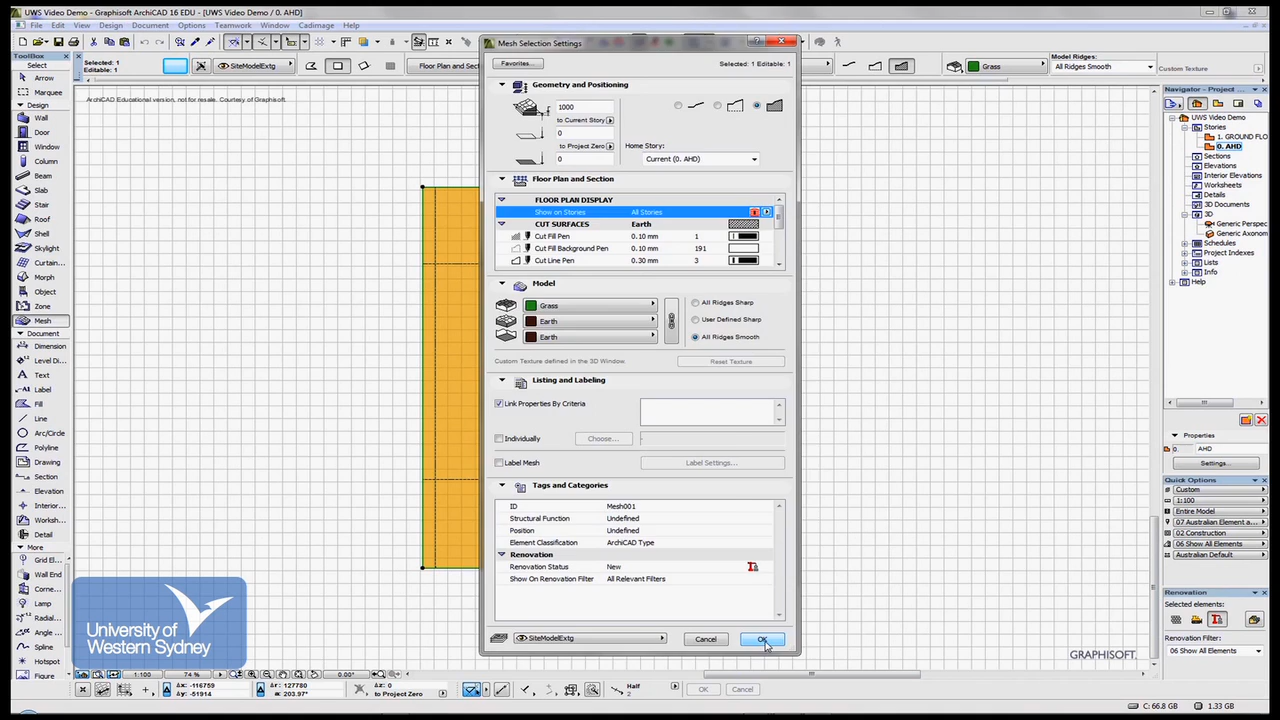 UWS Video Demo - Graphisoft ArchiCAD 16 EDU - [UWS Video Demo / 0. AHD]
File Edit View Design Document Options Teamwork Window Cadimage Help
ToolBox
Select
Arrow
Marquee
Design
Wall
Door
Window
Column
Beam
Slab
Stair
Roof
Shell
Skylight
Curtain...
Morph
Object
Zone
Mesh
Document
Dimension
Level Di...
Text
Label
Fill
Line
Arc/Circle
Polyline
Drawing
Section
Elevation
Interior...
Worksh...
Detail
More
Grid El...
Wall End
Corne...
Lamp
Radial...
Angle ...
Spline
Hotspot
Figure
Selected: 1
Editable: 1
SiteModelExtg
Floor Plan and Sec
Grass
Model Ridges:
All Ridges Smooth
Custom Texture
ArchiCAD Educational version, not for resale. Courtesy of Graphisoft.
Mesh Selection Settings
Favorites...
Selected: 1 Editable: 1
Geometry and Positioning
1000
to Current Story
0
to Project Zero
0
Home Story:
Current (0. AHD)
Floor Plan and Section
FLOOR PLAN DISPLAY
Show on Stories All Stories
CUT SURFACES Earth
Cut Fill Pen 0.10 mm 1
Cut Fill Background Pen 0.10 mm 191
Cut Line Pen 0.30 mm 3
Model
Grass
Earth
Earth
All Ridges Sharp
User Defined Sharp
All Ridges Smooth
Custom Texture defined in the 3D Window.
Reset Texture
Listing and Labeling
Link Properties By Criteria
Individually
Choose...
Label Mesh
Label Settings...
Tags and Categories
ID Mesh001
Structural Function Undefined
Position Undefined
Element Classification ArchiCAD Type
Renovation
Renovation Status New
Show On Renovation Filter All Relevant Filters
SiteModelExtg
Cancel
OK
Navigator - Project ...
UWS Video Demo
Stories
1. GROUND FLO
0. AHD
Sections
Elevations
Interior Elevations
Worksheets
Details
3D Documents
3D
Generic Perspec
Generic Axonom
Schedules
Project Indexes
Lists
Info
Help
Properties
0. AHD
Settings...
Quick Options
Custom
1:100
Entire Model
07 Australian Element a...
02 Construction
06 Show All Elements
Australian Default
Renovation
Selected elements:
Renovation Filter:
06 Show All Elements
University of
Western Sydney
GRAPHISOFT.
1:100
74 %
0.00°
Δx: -116759
Δy: -51914
Δr: 127780
a: 203.97°
Δz: 0
to Project Zero
Half
2
OK
Cancel
C: 66.8 GB
1.33 GB